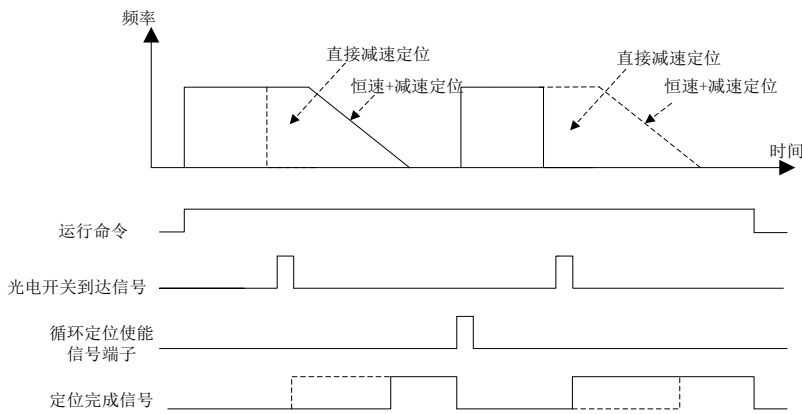 频率
直接减速定位
恒速+减速定位
直接减速定位
恒速+减速定位
时间
运行命令
光电开关到达信号
循环定位使能
信号端子
定位完成信号